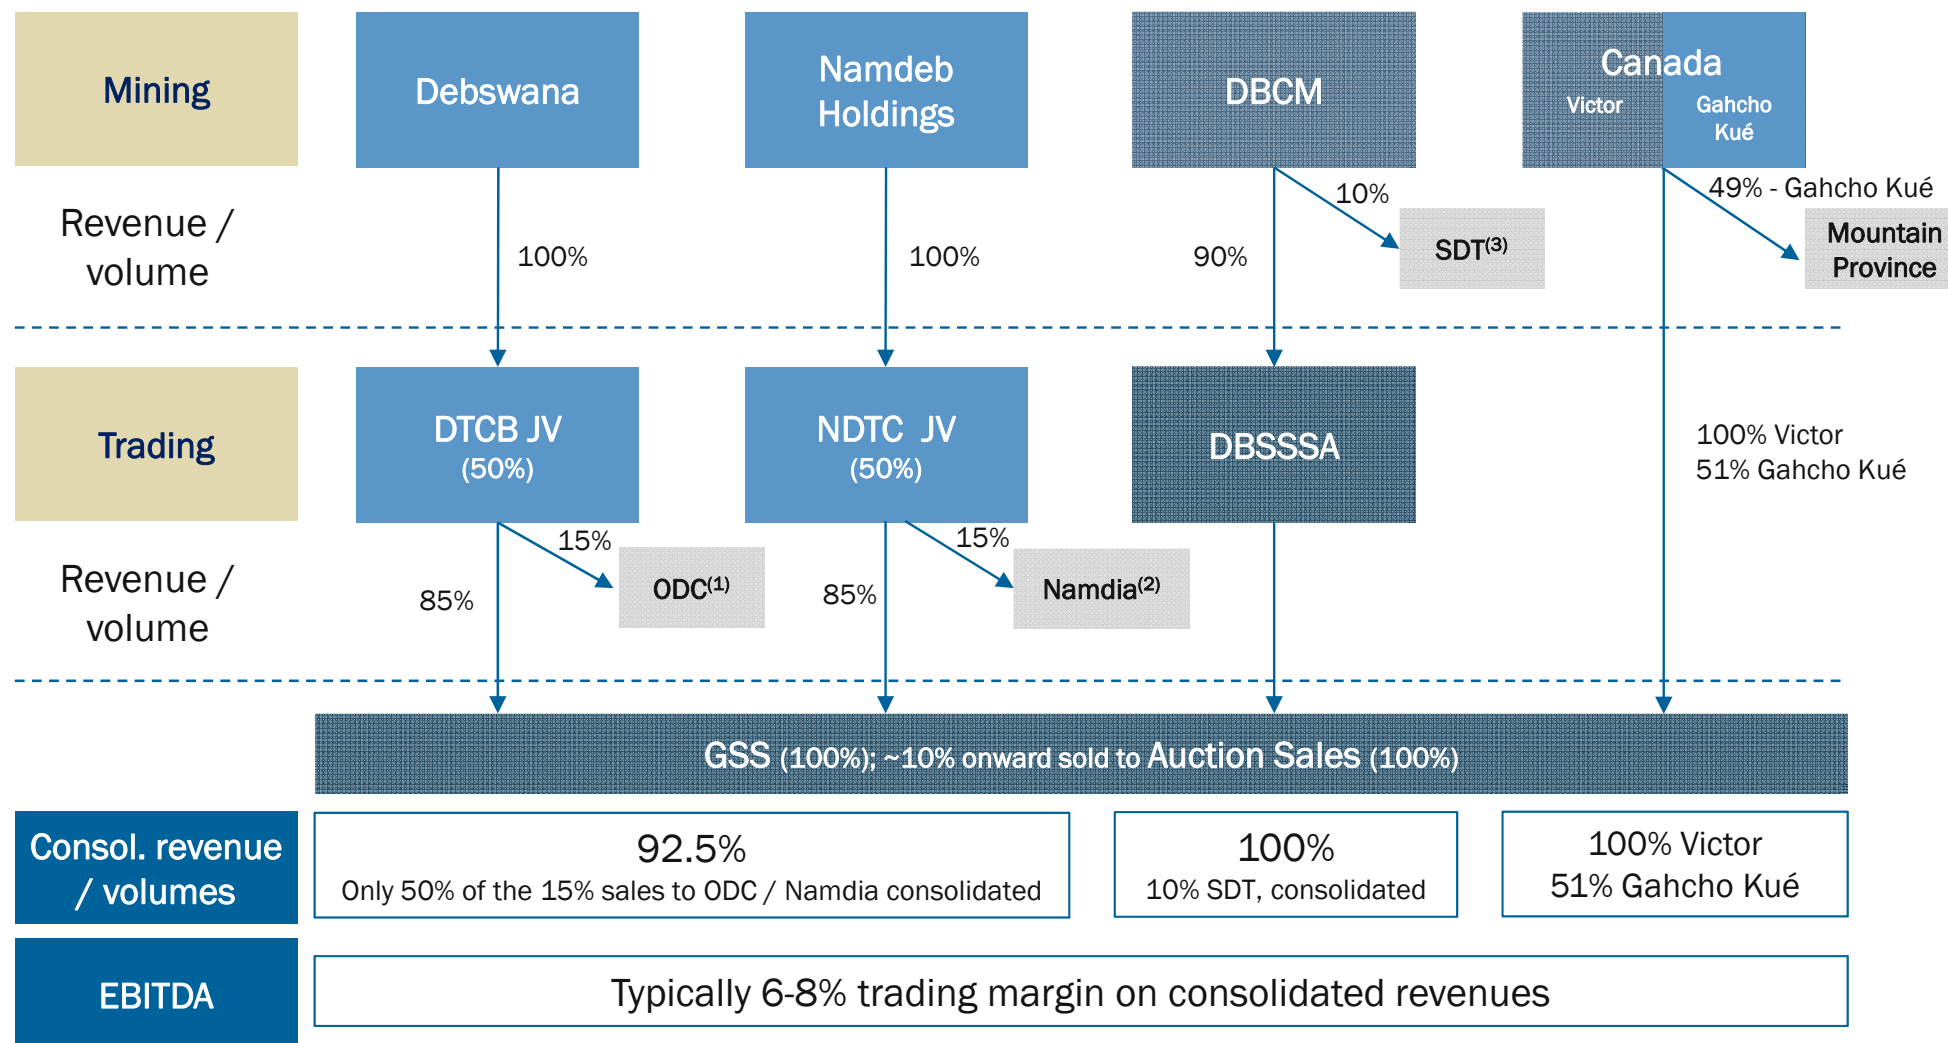 Mining
Debswana
Namdeb
Holdings
DBCM
Canada
Victor
Gahcho
Kué
Revenue /
volume
100%
100%
90%
10%
SDT(3)
49% - Gahcho Kué
Mountain
Province
Trading
DTCB JV
(50%)
NDTC JV
(50%)
DBSSSA
100% Victor
51% Gahcho Kué
Revenue /
volume
85%
15%
ODC(1)
85%
15%
Namdia(2)
GSS (100%); ~10% onward sold to Auction Sales (100%)
Consol. revenue
/ volumes
92.5%
Only 50% of the 15% sales to ODC / Namdia consolidated
100%
10% SDT, consolidated
100% Victor
51% Gahcho Kué
EBITDA
Typically 6-8% trading margin on consolidated revenues